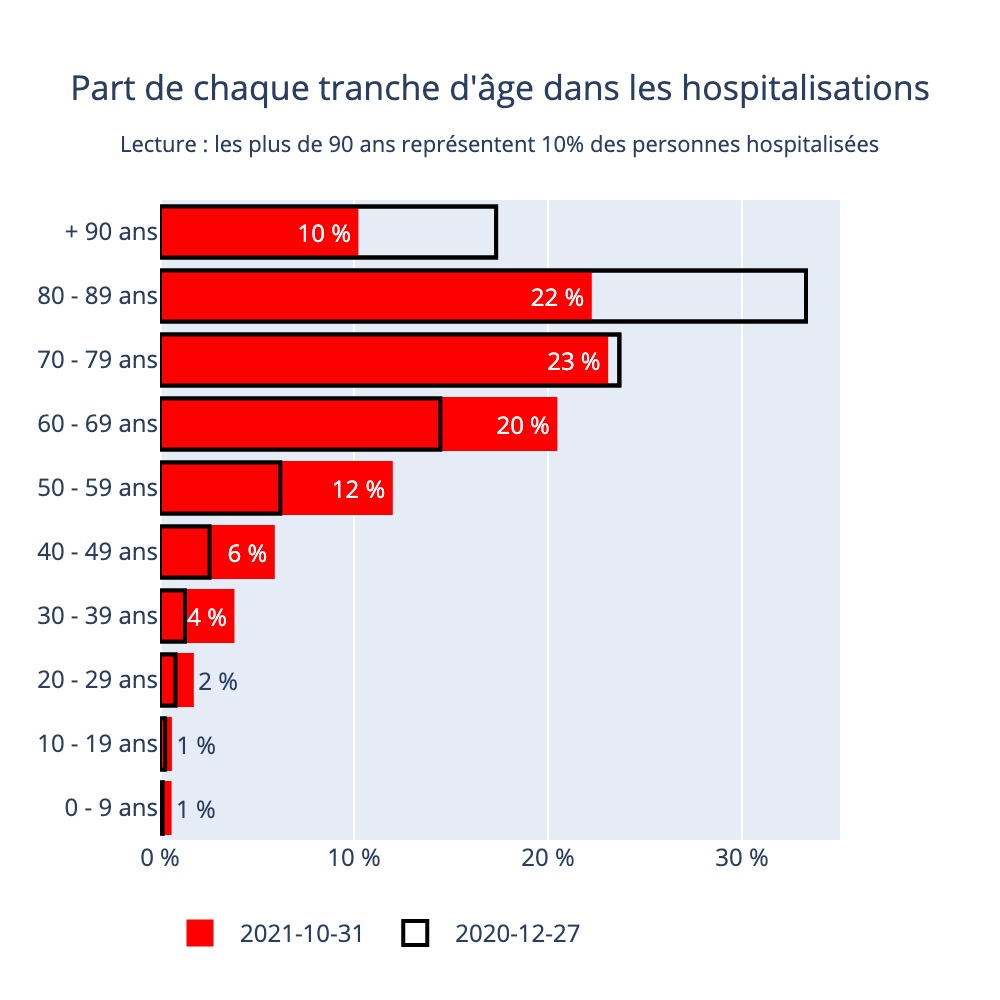 Part de chaque tranche d'âge dans les hospitalisations
Lecture : les plus de 90 ans représentent 10% des personnes hospitalisées
+ 90 ans 10 %
80 - 89 ans 22 %
70 - 79 ans 23 %
60 - 69 ans 20 %
50 - 59 ans 12 %
40 - 49 ans 6 %
30 - 39 ans 4 %
20 - 29 ans 2 %
10 - 19 ans 1 %
0 - 9 ans 1 %
0 % 10 % 20 % 30 %
2021-10-31 2020-12-27